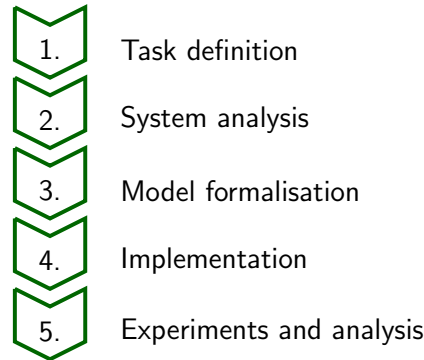 1. Task definition
2. System analysis
3. Model formalisation
4. Implementation
5. Experiments and analysis